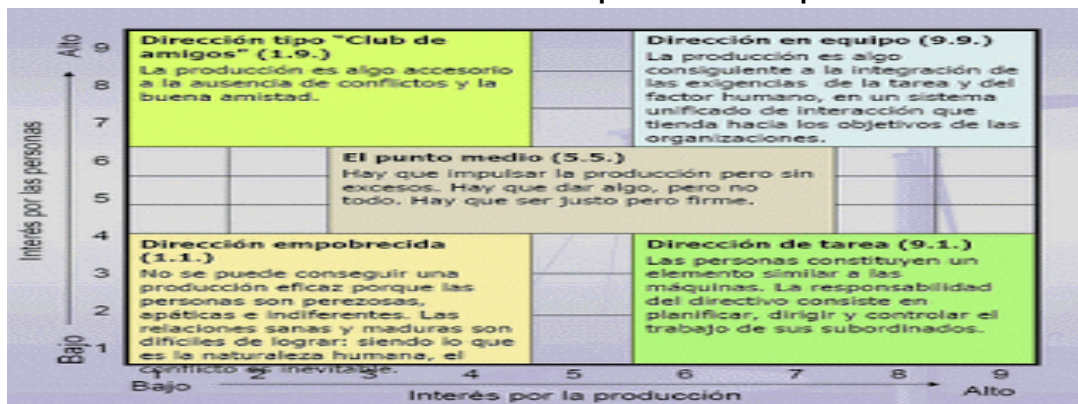 Alto
9
8
7
6
5
4
3
2
1
Bajo
Interés por las personas
Dirección tipo "Club de
amigos" (1.9.)
La producción es algo accesorio
a la ausencia de conflictos y la
buena amistad.
Dirección en equipo (9.9.)
La producción es algo
consiguiente a la integración de
las exigencias de la tarea y del
factor humano, en un sistema
unificado de interacción que
tienda hacia los objetivos de las
organizaciones.
El punto medio (5.5.)
Hay que impulsar la producción pero sin
excesos. Hay que dar algo, pero no
todo. Hay que ser justo pero firme.
Dirección empobrecida
(1.1.)
No se puede conseguir una
producción eficaz porque las
personas son perezosas,
apáticas e indiferentes. Las
relaciones sanas y maduras son
difíciles de lograr: siendo lo que
es la naturaleza humana, el
conflicto es inevitable.
Dirección de tarea (9.1.)
Las personas constituyen un
elemento similar a las
máquinas. La responsabilidad
del directivo consiste en
planificar, dirigir y controlar el
trabajo de sus subordinados.
1 2 3 4 5 6 7 8 9
Bajo Interés por la producción Alto